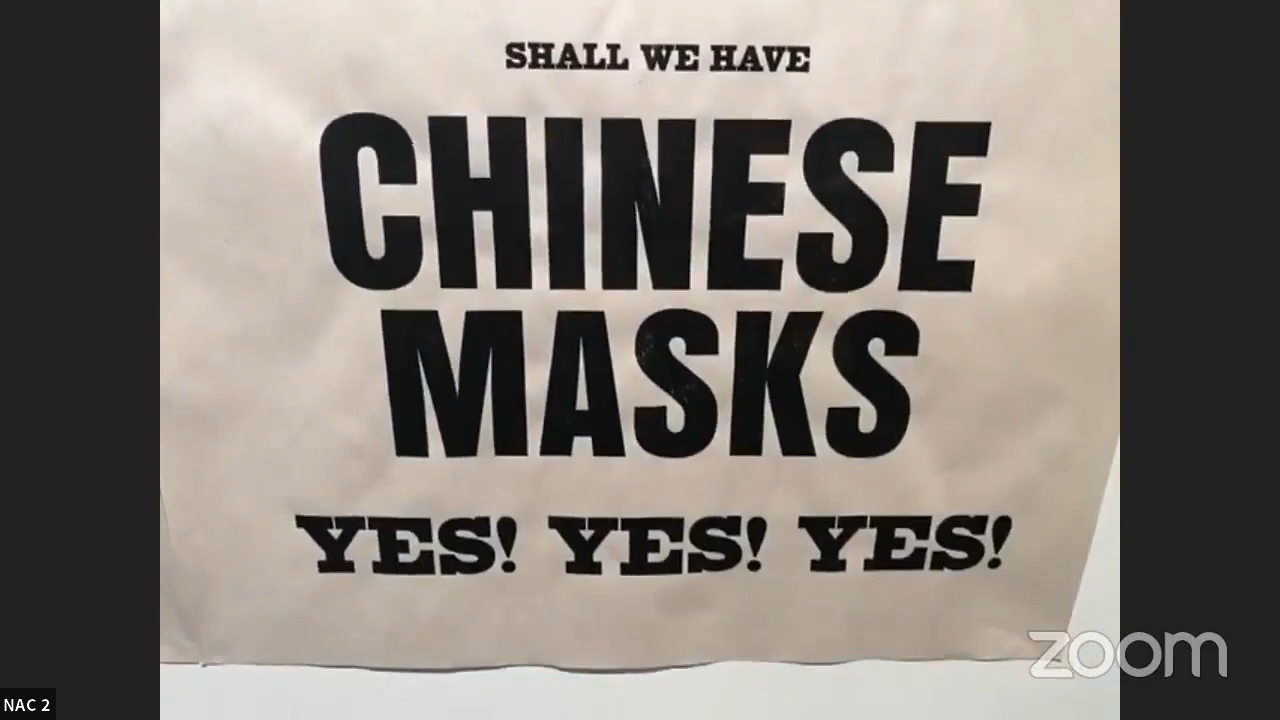 SHALL WE HAVE
CHINESE
MASKS
YES! YES! YES!
zoom
NAC 2